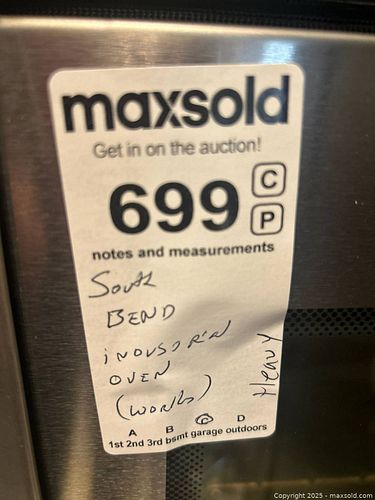 maxsold
Get in on the auction!
699
C
P
notes and measurements
South
BEND
OVEN
(works)
Heavy
A B C D
1st 2nd 3rd bsmt garage outdoors
Copyright 2025 - maxsold.com